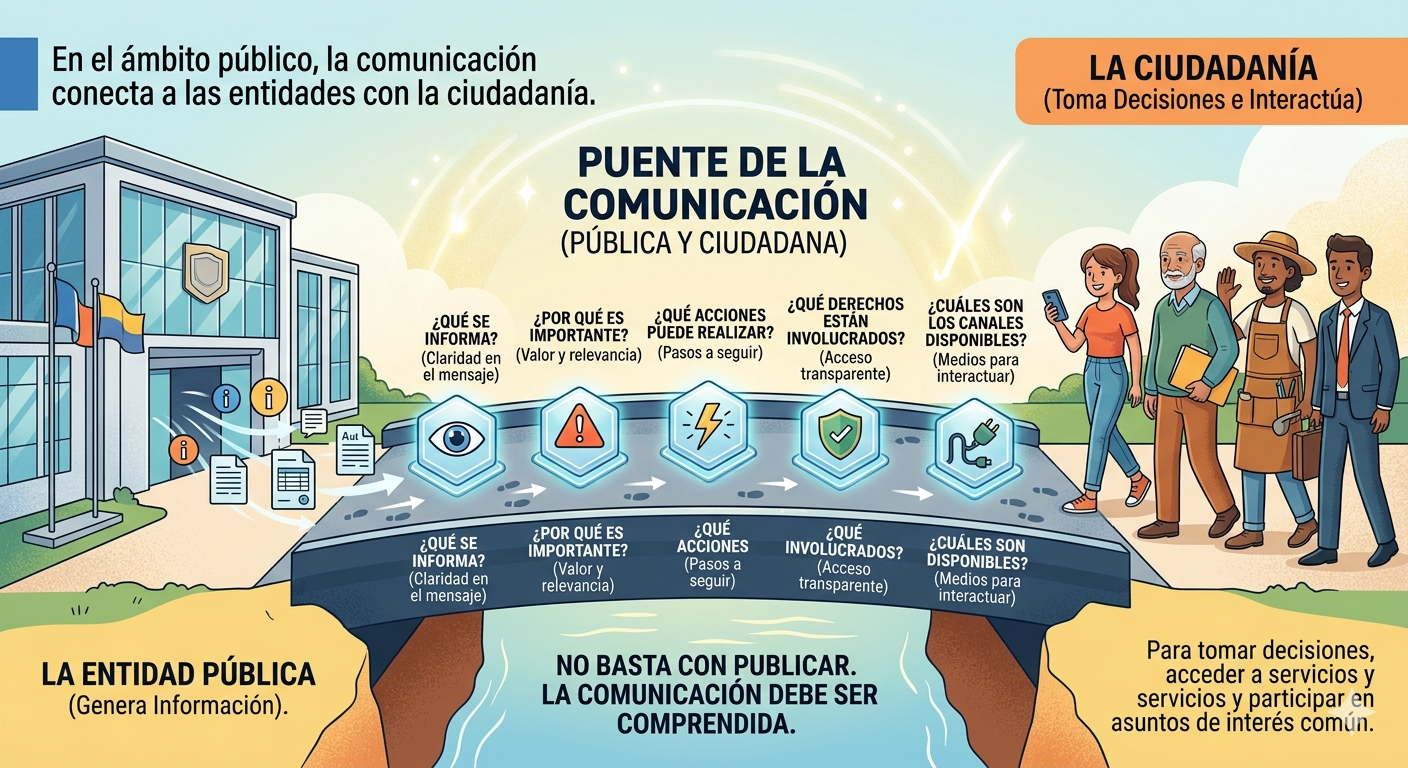 En el ámbito público, la comunicación
conecta a las entidades con la ciudadanía.
LA CIUDADANÍA
(Toma Decisiones e Interactúa)
PUENTE DE LA
COMUNICACIÓN
(PÚBLICA Y CIUDADANA)
¿QUÉ SE
INFORMA?
(Claridad en
el mensaje)
¿POR QUÉ ES
IMPORTANTE?
(Valor y relevancia)
¿QUÉ ACCIONES
PUEDE REALIZAR?
(Pasos a seguir)
¿QUÉ DERECHOS
ESTÁN
INVOLUCRADOS?
(Acceso
transparente)
¿CUÁLES SON
LOS CANALES
DISPONIBLES?
(Medios para
interactuar)
i
i
i
Aut
¿QUÉ SE
INFORMA?
(Claridad en
el mensaje)
¿POR QUÉ ES
IMPORTANTE?
(Valor y
relevancia)
¿QUÉ
ACCIONES
(Pasos a
seguir)
¿QUÉ
INVOLUCRADOS?
(Acceso
transparente)
¿CUÁLES SON
DISPONIBLES?
(Medios para
interactuar)
LA ENTIDAD PÚBLICA
(Genera Información).
NO BASTA CON PUBLICAR.
LA COMUNICACIÓN DEBE SER
COMPRENDIDA.
Para tomar decisiones,
acceder a servicios y
servicios y participar en
asuntos de interés común.